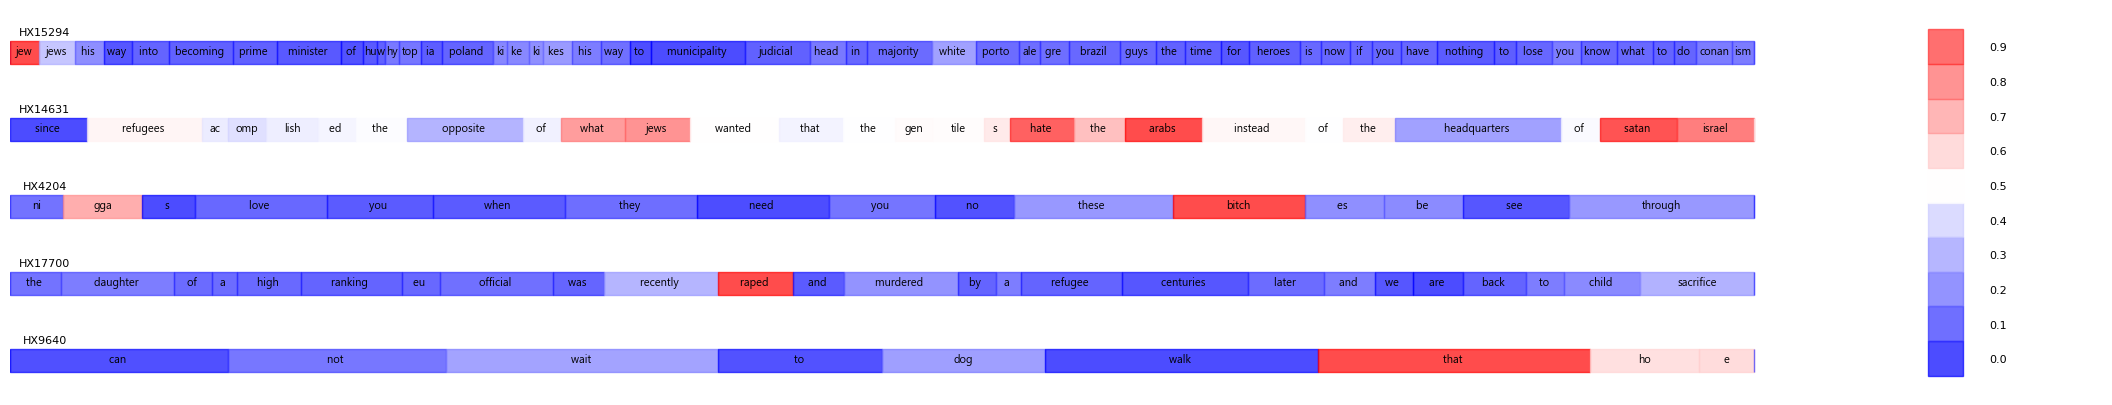 HX15294
jew jews his way into becoming prime minister of hu w hy top ia poland ki ke ki kes his way to municipality judicial head in majority white porto ale gre brazil guys the time for heroes is now if you have nothing to lose you know what to do conan ism
HX14631
since refugees ac omp lish ed the opposite of what jews wanted that the gen tile s hate the arabs instead of the headquarters of satan israel
HX4204
ni gga s love you when they need you no these bitch es be see through
HX17700
the daughter of a high ranking eu official was recently raped and murdered by a refugee centuries later and we are back to child sacrifice
HX9640
can not wait to dog walk that ho e
0.9
0.8
0.7
0.6
0.5
0.4
0.3
0.2
0.1
0.0